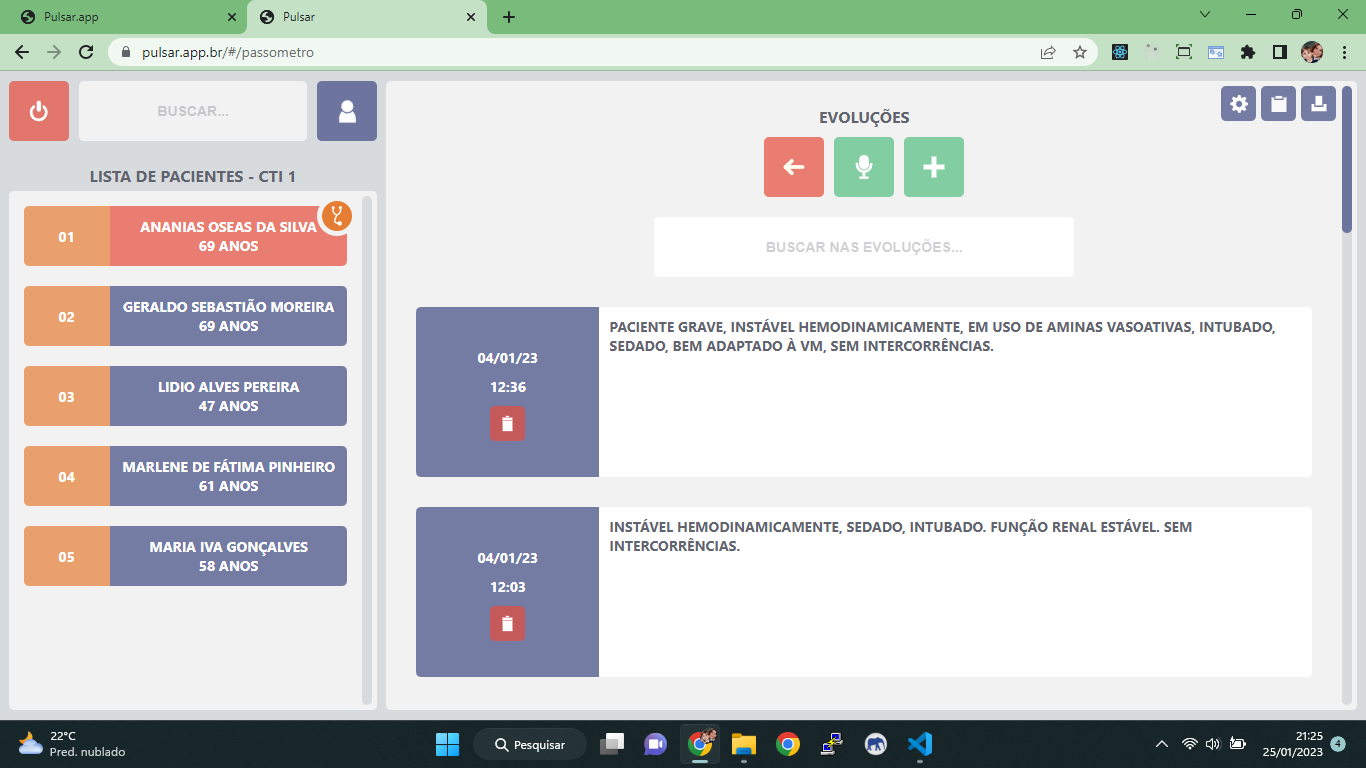 Pulsar.app
Pulsar
pulsar.app.br/#/passometro
BUSCAR...
LISTA DE PACIENTES - CTI 1
01
ANANIAS OSEAS DA SILVA
69 ANOS
02
GERALDO SEBASTIÃO MOREIRA
69 ANOS
03
LIDIO ALVES PEREIRA
47 ANOS
04
MARLENE DE FÁTIMA PINHEIRO
61 ANOS
05
MARIA IVA GONÇALVES
58 ANOS
EVOLUÇÕES
BUSCAR NAS EVOLUÇÕES...
04/01/23
12:36
PACIENTE GRAVE, INSTÁVEL HEMODINAMICAMENTE, EM USO DE AMINAS VASOATIVAS, INTUBADO,
SEDADO, BEM ADAPTADO À VM, SEM INTERCORRÊNCIAS.
04/01/23
12:03
INSTÁVEL HEMODINAMICAMENTE, SEDADO, INTUBADO. FUNÇÃO RENAL ESTÁVEL. SEM
INTERCORRÊNCIAS.
22°C
Pred. nublado
Pesquisar
21:25
25/01/2023
4